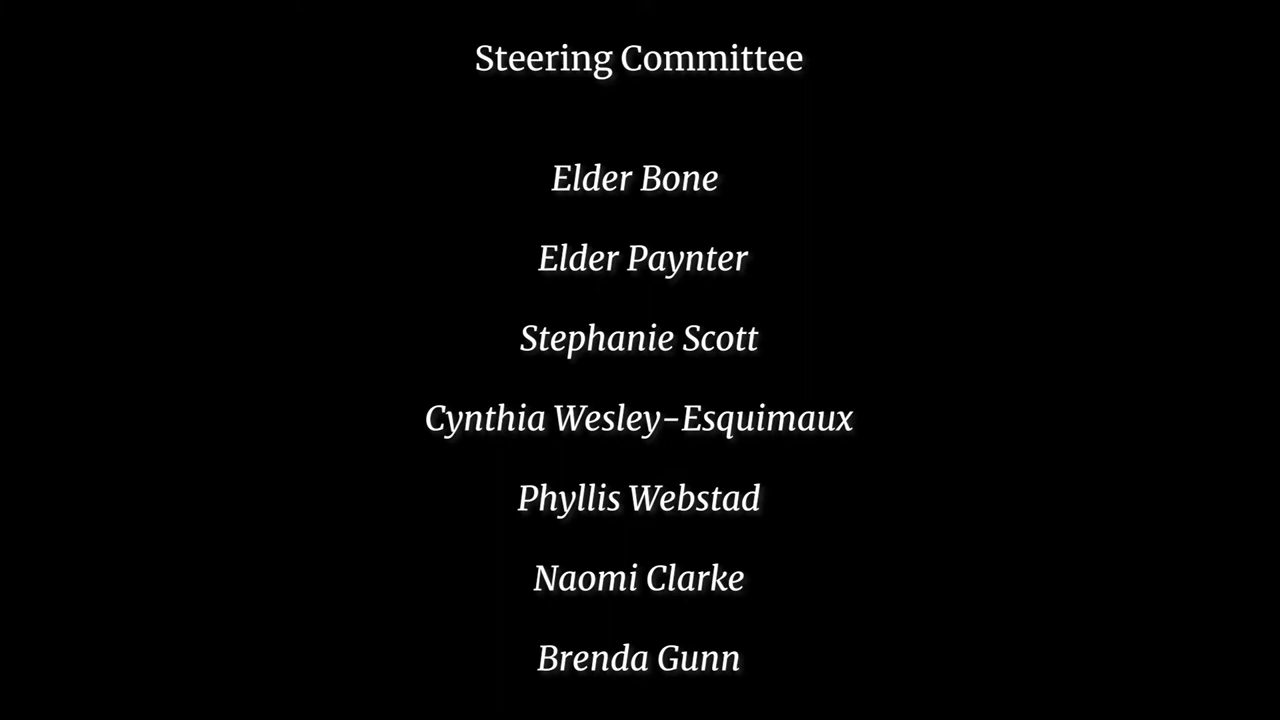 Steering Committee
Elder Bone
Elder Paynter
Stephanie Scott
Cynthia Wesley-Esquimaux
Phyllis Webstad
Naomi Clarke
Brenda Gunn